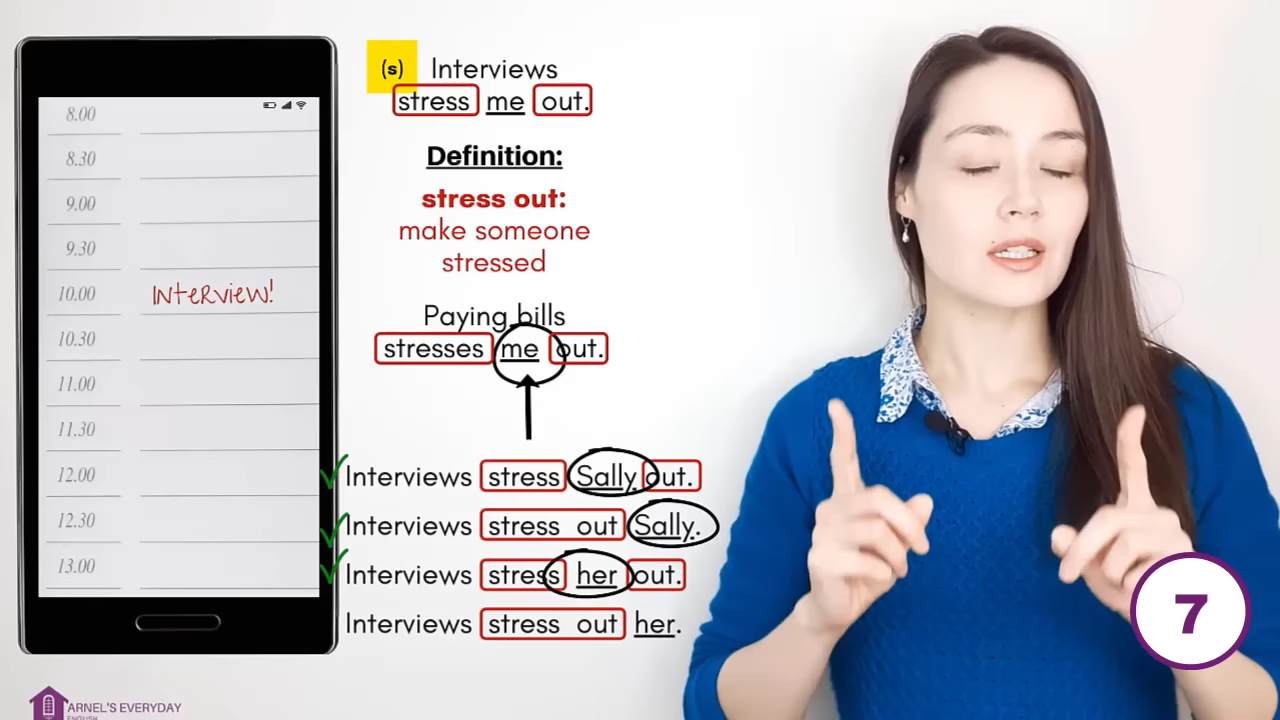 8.00
8.30
9.00
9.30
10.00 Interview!
10.30
11.00
11.30
12.00
12.30
13.00
(s) Interviews
stress me out.
Definition:
stress out:
make someone
stressed
Paying bills
stresses me out.
Interviews stress Sally out.
Interviews stress out Sally.
Interviews stress her out.
Interviews stress out her.
7
ARNEL'S EVERYDAY
ENGLISH